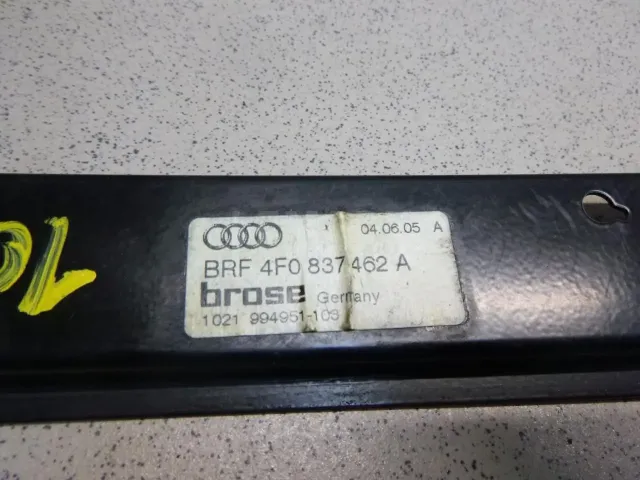 04.06.05 A
BRF 4F0 837 462 A
brose Germany
1021 994951-103